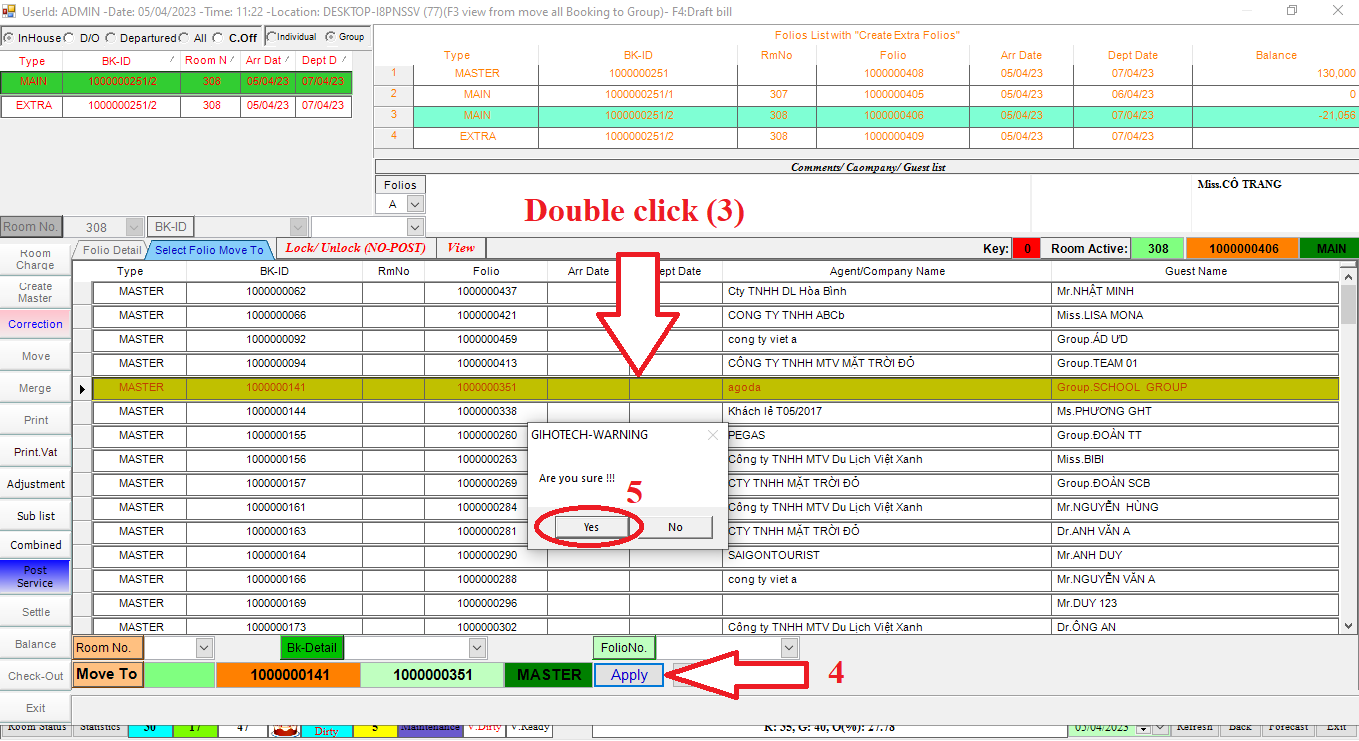 UserId: ADMIN -Date: 05/04/2023 -Time: 11:22 -Location: DESKTOP-I8PNSSV (77)(F3 view from move all Booking to Group)- F4:Draft bill
InHouse D/O Departured All C.Off Individual Group
Type BK-ID Room N Arr Dat Dept D
MAIN 1000000251/2 308 05/04/23 07/04/23
EXTRA 1000000251/2 308 05/04/23 07/04/23
Folios List with "Create Extra Folios"
Type BK-ID RmNo Folio Arr Date Dept Date Balance
1 MASTER 1000000251 1000000408 05/04/23 07/04/23 130,000
2 MAIN 1000000251/1 307 1000000405 05/04/23 06/04/23 0
3 MAIN 1000000251/2 308 1000000406 05/04/23 07/04/23 -21,056
4 EXTRA 1000000251/2 308 1000000409 05/04/23 07/04/23
Comments/ Caompany/ Guest list
Folios
A
Miss.CÔ TRANG
Double click (3)
Room No. 308 BK-ID
Folio Detail Select Folio Move To Lock/ Unlock (NO-POST) View Key: 0 Room Active: 308 1000000406 MAIN
Room Charge
Create Master
Correction
Move
Merge
Print
Print.Vat
Adjustment
Sub list
Combined
Post Service
Settle
Balance
Check-Out
Exit
Type BK-ID RmNo Folio Arr Date ept Date Agent/Company Name Guest Name
MASTER 1000000062 1000000437 Cty TNHH DL Hòa Bình Mr.NHẬT MINH
MASTER 1000000066 1000000421 CONG TY TNHH ABCb Miss.LISA MONA
MASTER 1000000092 1000000459 cong ty viet a Group.ÁD ƯD
MASTER 1000000094 1000000413 CÔNG TY TNHH MTV MẶT TRỜI ĐỎ Group.TEAM 01
MASTER 1000000141 1000000351 agoda Group.SCHOOL GROUP
MASTER 1000000144 1000000338 Khách lẻ T05/2017 Ms.PHƯƠNG GHT
MASTER 1000000155 1000000260 PEGAS Group.ĐOÀN TT
MASTER 1000000156 1000000263 Công ty TNHH MTV Du Lịch Việt Xanh Miss.BIBI
MASTER 1000000157 1000000269 CTY TNHH MẶT TRỜI ĐỎ Group.ĐOÀN SCB
MASTER 1000000161 1000000284 Công ty TNHH MTV Du Lịch Việt Xanh Mr.NGUYỄN HÙNG
MASTER 1000000163 1000000281 CTY TNHH MẶT TRỜI ĐỎ Dr.ANH VĂN A
MASTER 1000000164 1000000290 SAIGONTOURIST Mr.ANH DUY
MASTER 1000000166 1000000288 cong ty viet a Mr.NGUYỄN VĂN A
MASTER 1000000169 1000000296 Mr.DUY 123
MASTER 1000000173 1000000302 Công ty TNHH MTV Du Lịch Việt Xanh Dr.ÔNG AN
GIHOTECH-WARNING
Are you sure !!!
5
Yes No
Room No. Bk-Detail FolioNo.
Move To 1000000141 1000000351 MASTER Apply 4
Room Status Statistics 30 17 47 Dirty 5 Maintenance V.Dirty V.Ready K: 35, G: 40, O(%): 27.78 05/04/2023 Refresh Back Forecast Exit